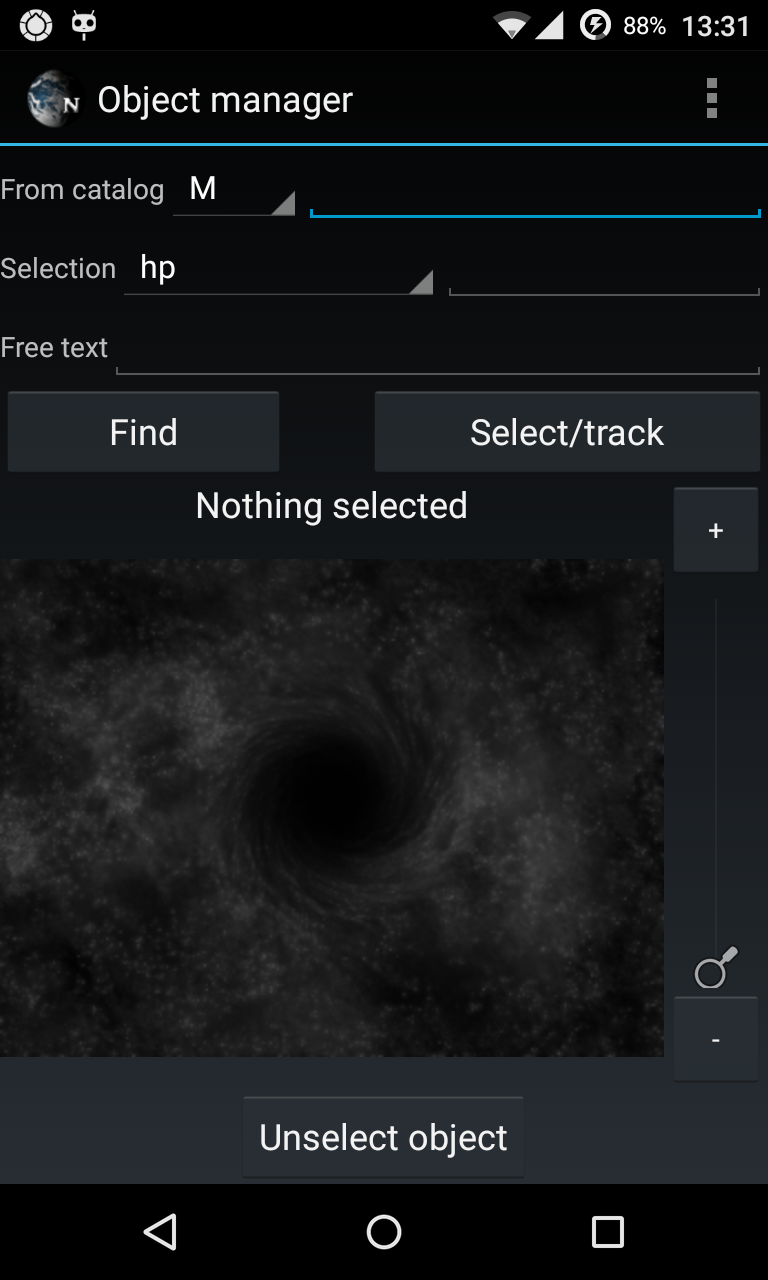 88% 13:31
N Object manager
From catalog M
Selection hp
Free text
Find Select/track
Nothing selected
+
-
Unselect object